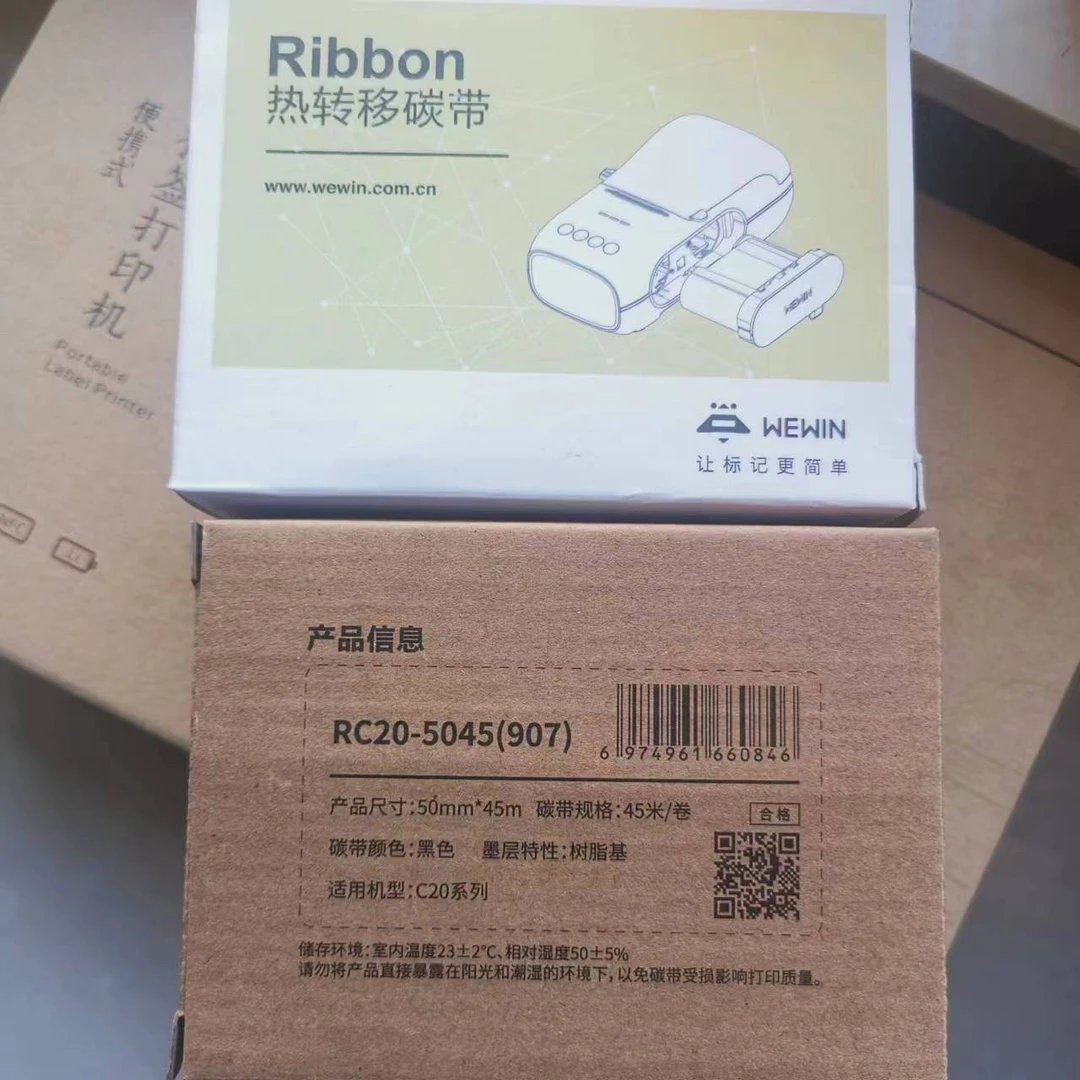 Ribbon
热转移碳带
www.wewin.com.cn
WEWIN
WEWIN
让标记更简单
便携式
签打印机
Portable
Label Printer
产品信息
RC20-5045(907)
6 974961 660846
产品尺寸:50mm*45m 碳带规格:45米/卷
合格
碳带颜色:黑色 墨层特性:树脂基
适用机型:C20系列
储存环境:室内温度23±2℃、相对湿度50±5%
请勿将产品直接暴露在阳光和潮湿的环境下,以免碳带受损影响打印质量。